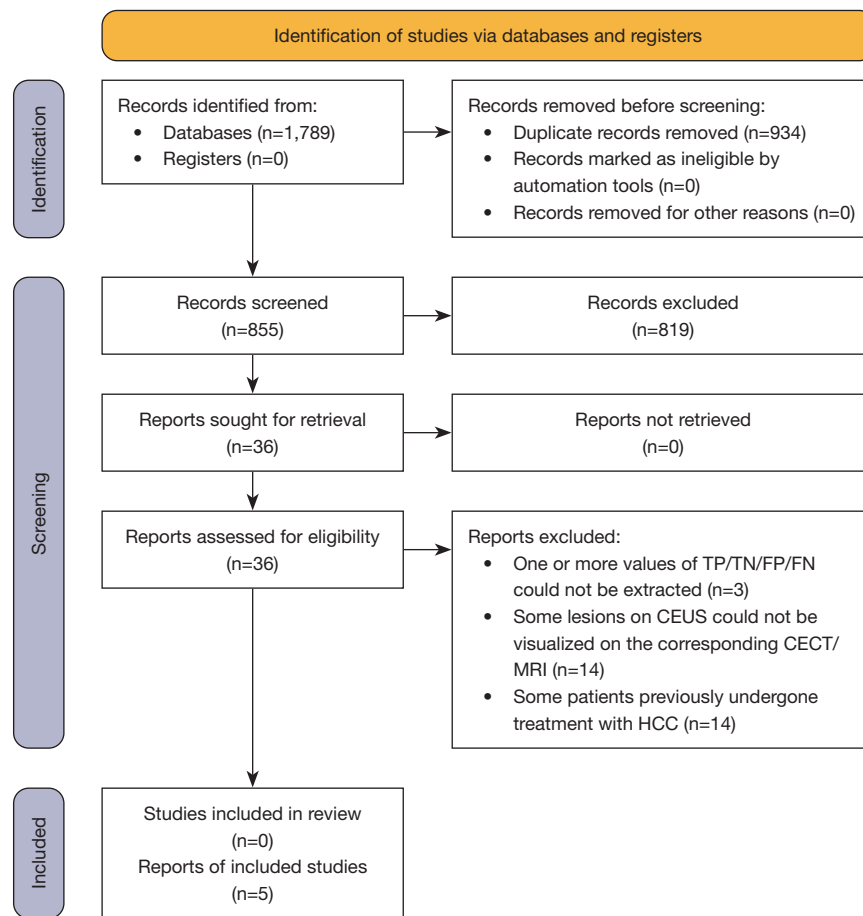 Identification of studies via databases and registers
Identification
Records identified from:
• Databases (n=1,789)
• Registers (n=0)
Records removed before screening:
• Duplicate records removed (n=934)
• Records marked as ineligible by
automation tools (n=0)
• Records removed for other reasons (n=0)
Screening
Records screened
(n=855)
Records excluded
(n=819)
Reports sought for retrieval
(n=36)
Reports not retrieved
(n=0)
Reports assessed for eligibility
(n=36)
Reports excluded:
• One or more values of TP/TN/FP/FN
could not be extracted (n=3)
• Some lesions on CEUS could not be
visualized on the corresponding CECT/
MRI (n=14)
• Some patients previously undergone
treatment with HCC (n=14)
Included
Studies included in review
(n=0)
Reports of included studies
(n=5)